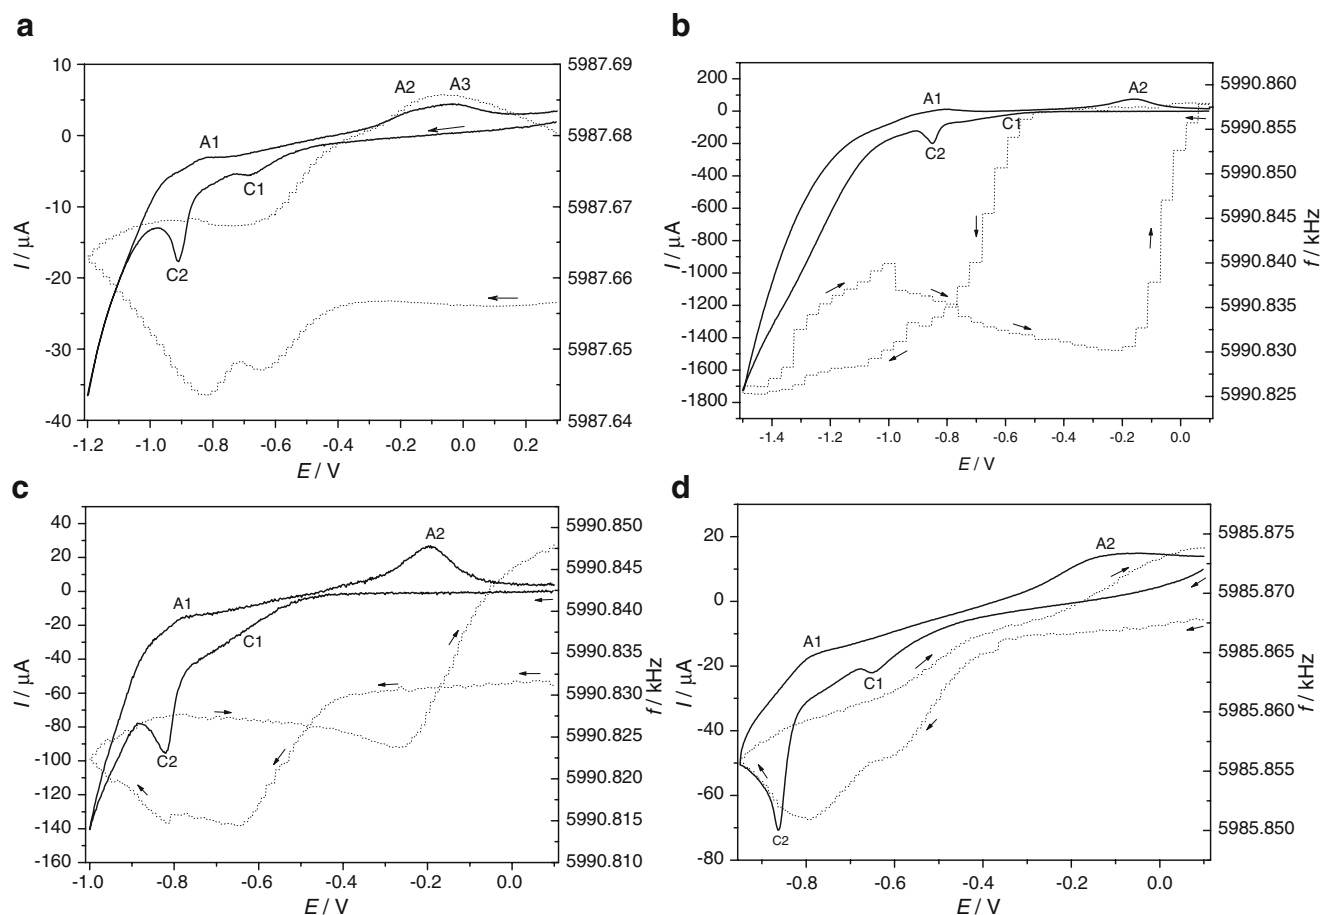 a
10
0
-10
-20
-30
-40
I / µA
5987.69
5987.68
5987.67
5987.66
5987.65
5987.64
A1
A2
A3
C1
C2
-1.2
-1.0
-0.8
-0.6
-0.4
-0.2
0.0
0.2
E / V
b
200
0
-200
-400
-600
-800
-1000
-1200
-1400
-1600
-1800
I / µA
5990.860
5990.855
5990.850
5990.845
5990.840
5990.835
5990.830
5990.825
f / kHz
A1
A2
C1
C2
-1.4
-1.2
-1.0
-0.8
-0.6
-0.4
-0.2
0.0
E / V
c
40
20
0
-20
-40
-60
-80
-100
-120
-140
-160
I / µA
5990.850
5990.845
5990.840
5990.835
5990.830
5990.825
5990.820
5990.815
5990.810
f / kHz
A1
A2
C1
C2
-1.0
-0.8
-0.6
-0.4
-0.2
0.0
E / V
d
20
0
-20
-40
-60
-80
I / µA
5985.875
5985.870
5985.865
5985.860
5985.855
5985.850
f / kHz
A1
A2
C1
C2
-0.8
-0.6
-0.4
-0.2
0.0
E / V